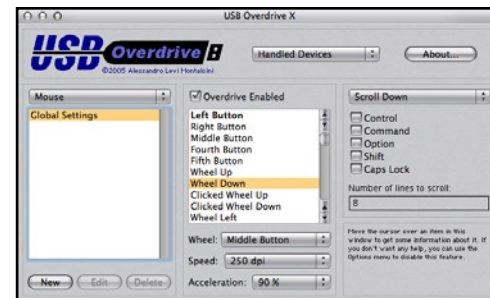 USB Overdrive X
USB Overdrive
©2005 Alessandro Levi Montalcini
Handled Devices
About...
Mouse
Global Settings
New
Edit
Delete
Overdrive Enabled
Left Button
Right Button
Middle Button
Fourth Button
Fifth Button
Wheel Up
Wheel Down
Clicked Wheel Up
Clicked Wheel Down
Wheel Left
Wheel: Middle Button
Speed: 250 dpi
Acceleration: 90 %
Scroll Down
Control
Command
Option
Shift
Caps Lock
Number of lines to scroll:
8
Move the cursor over an item in this
window to get some information about it. If
you don't want any help, you can use the
Options menu to disable this feature.